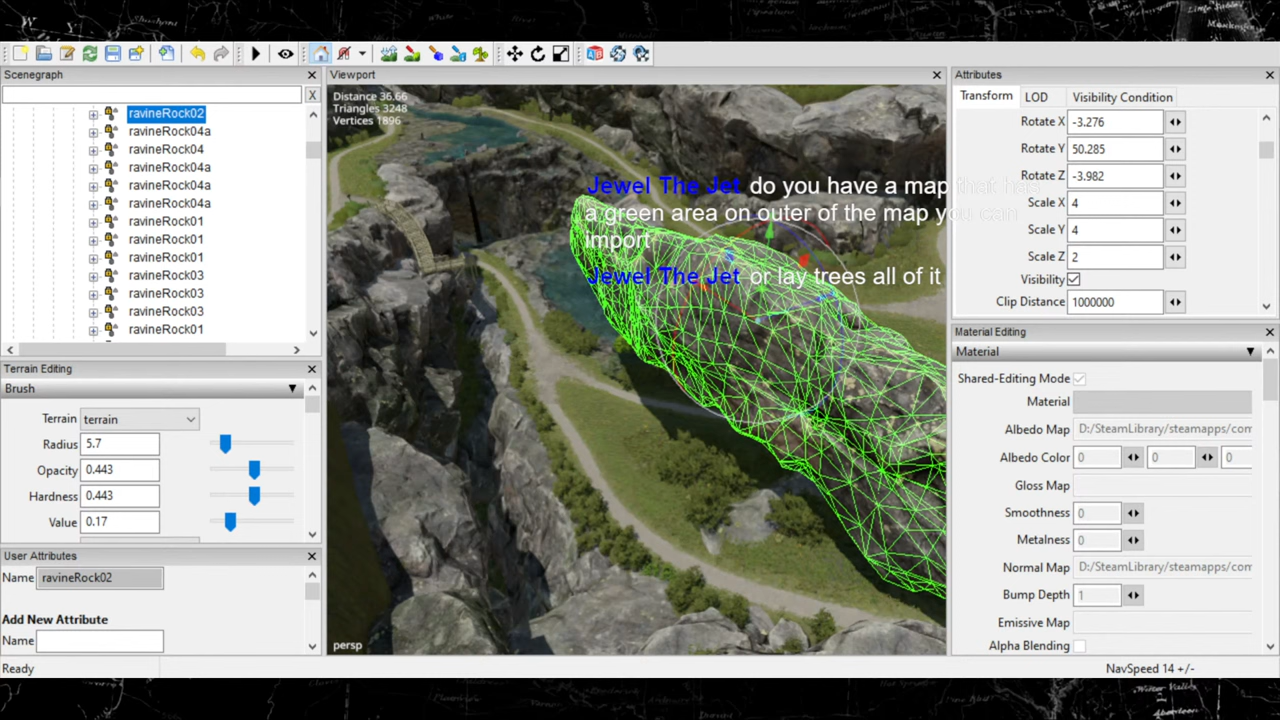 Scenegraph
X
ravineRock02
ravineRock04a
ravineRock04
ravineRock04a
ravineRock04a
ravineRock04a
ravineRock01
ravineRock01
ravineRock01
ravineRock03
ravineRock03
ravineRock03
ravineRock01
Terrain Editing
Brush
Terrain terrain
Radius 5.7
Opacity 0.443
Hardness 0.443
Value 0.17
User Attributes
Name ravineRock02
Add New Attribute
Name
Ready
Viewport
Distance 36.66
Triangles 3248
Vertices 1896
Jewel The Jet do you have a map that has
a green area on outer of the map you can
import
Jewel The Jet or lay trees all of it
persp
Attributes
Transform LOD Visibility Condition
Rotate X -3.276
Rotate Y 50.285
Rotate Z -3.982
Scale X 4
Scale Y 4
Scale Z 2
Visibility
Clip Distance 1000000
Material Editing
Material
Shared-Editing Mode
Material
Albedo Map D:/SteamLibrary/steamapps/com
Albedo Color 0 0 0
Gloss Map
Smoothness 0
Metalness 0
Normal Map D:/SteamLibrary/steamapps/com
Bump Depth 1
Emissive Map
Alpha Blending
NavSpeed 14 +/-